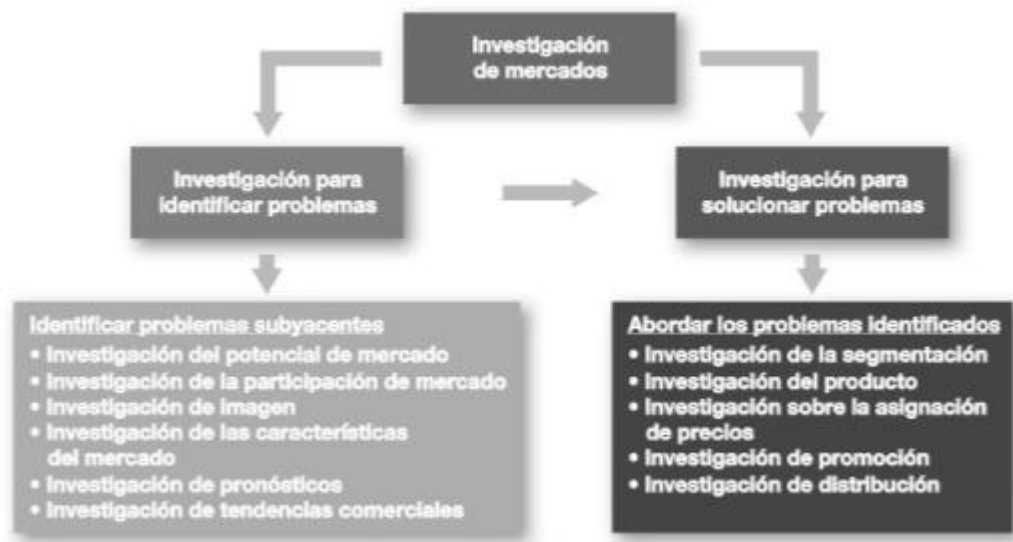 Investigación
de mercados
Investigación para
identificar problemas
Investigación para
solucionar problemas
Identificar problemas subyacentes
• Investigación del potencial de mercado
• Investigación de la participación de mercado
• Investigación de imagen
• Investigación de las características
del mercado
• Investigación de pronósticos
• Investigación de tendencias comerciales
Abordar los problemas identificados
• Investigación de la segmentación
• Investigación del producto
• Investigación sobre la asignación
de precios
• Investigación de promoción
• Investigación de distribución